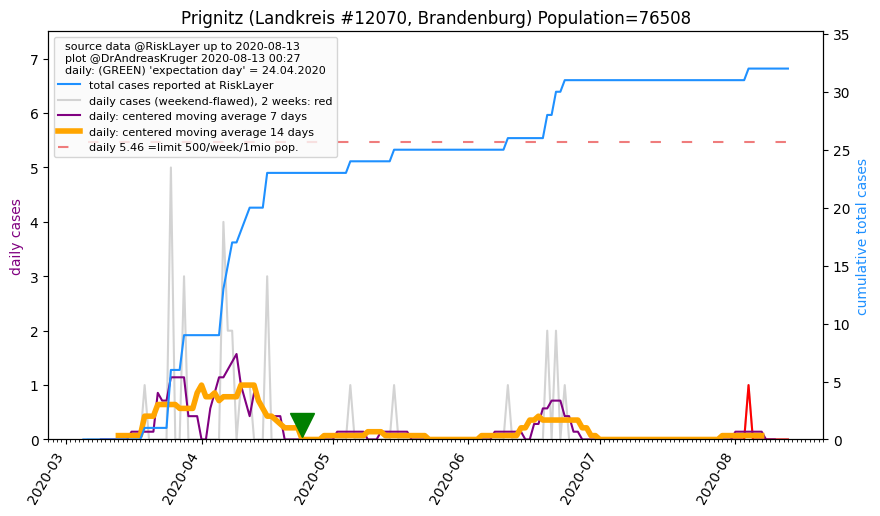 Prignitz (Landkreis #12070, Brandenburg) Population=76508
source data @RiskLayer up to 2020-08-13
plot @DrAndreasKruger 2020-08-13 00:27
daily: (GREEN) 'expectation day' = 24.04.2020
total cases reported at RiskLayer
daily cases (weekend-flawed), 2 weeks: red
daily: centered moving average 7 days
daily: centered moving average 14 days
daily 5.46 =limit 500/week/1mio pop.
daily cases
7
6
5
4
3
2
1
0
cumulative total cases
35
30
25
20
15
10
5
0
2020-03
2020-04
2020-05
2020-06
2020-07
2020-08